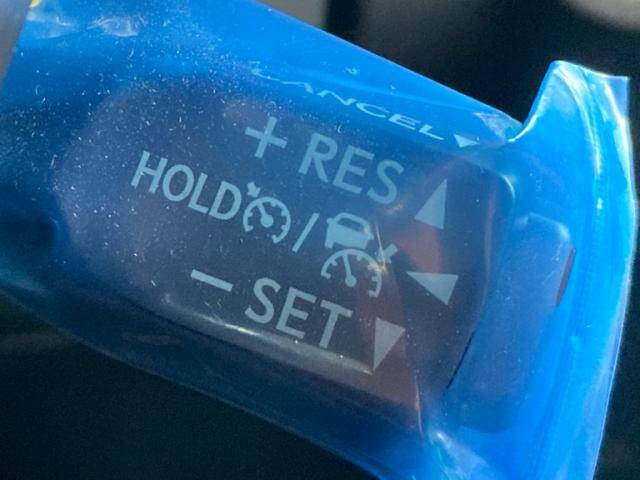 CANCEL
+ RES
HOLD /
− SET